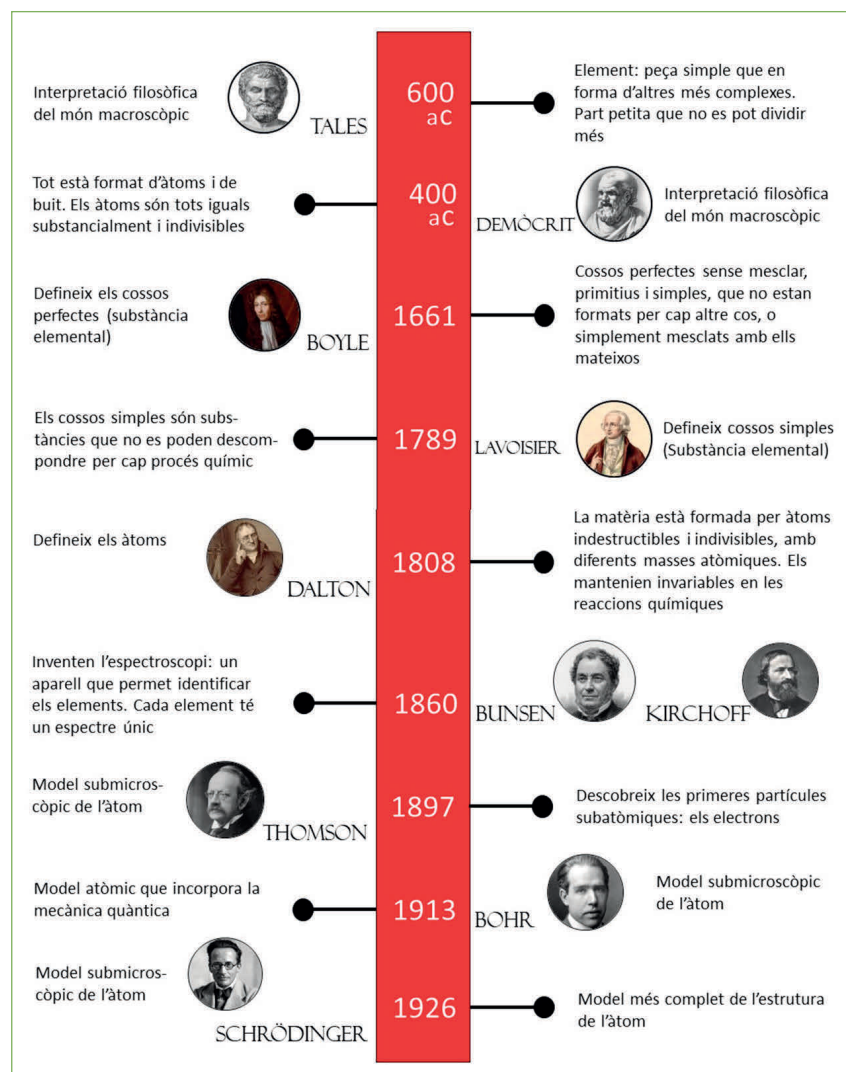 Interpretació filosòfica
del món macroscòpic
TALES
600
ac
Element: peça simple que en
forma d'altres més complexes.
Part petita que no es pot dividir
més
Tot està format d'àtoms i de
buit. Els àtoms són tots iguals
substancialment i indivisibles
400
ac
DEMÒCRIT
Interpretació filosòfica
del món macroscòpic
Defineix els cossos
perfectes (substància
elemental)
BOYLE
1661
Cossos perfectes sense mesclar,
primitius i simples, que no estan
formats per cap altre cos, o
simplement mesclats amb ells
mateixos
Els cossos simples són subs-
tàncies que no es poden descom-
pondre per cap procés químic
1789
LAVOISIER
Defineix cossos simples
(Substància elemental)
Defineix els àtoms
DALTON
1808
La matèria està formada per àtoms
indestructibles i indivisibles, amb
diferents masses atòmiques. Els
mantenien invariables en les
reaccions químiques
Inventen l'espectroscopi: un
aparell que permet identificar
els elements. Cada element té
un espectre únic
1860
BUNSEN
KIRCHOFF
Model submicros-
còpic de l'àtom
THOMSON
1897
Descobreix les primeres partícules
subatòmiques: els electrons
Model atòmic que incorpora la
mecànica quàntica
1913
BOHR
Model submicroscòpic
de l'àtom
Model submicros-
còpic de l'àtom
SCHRÖDINGER
1926
Model més complet de l'estrutura
de l'àtom